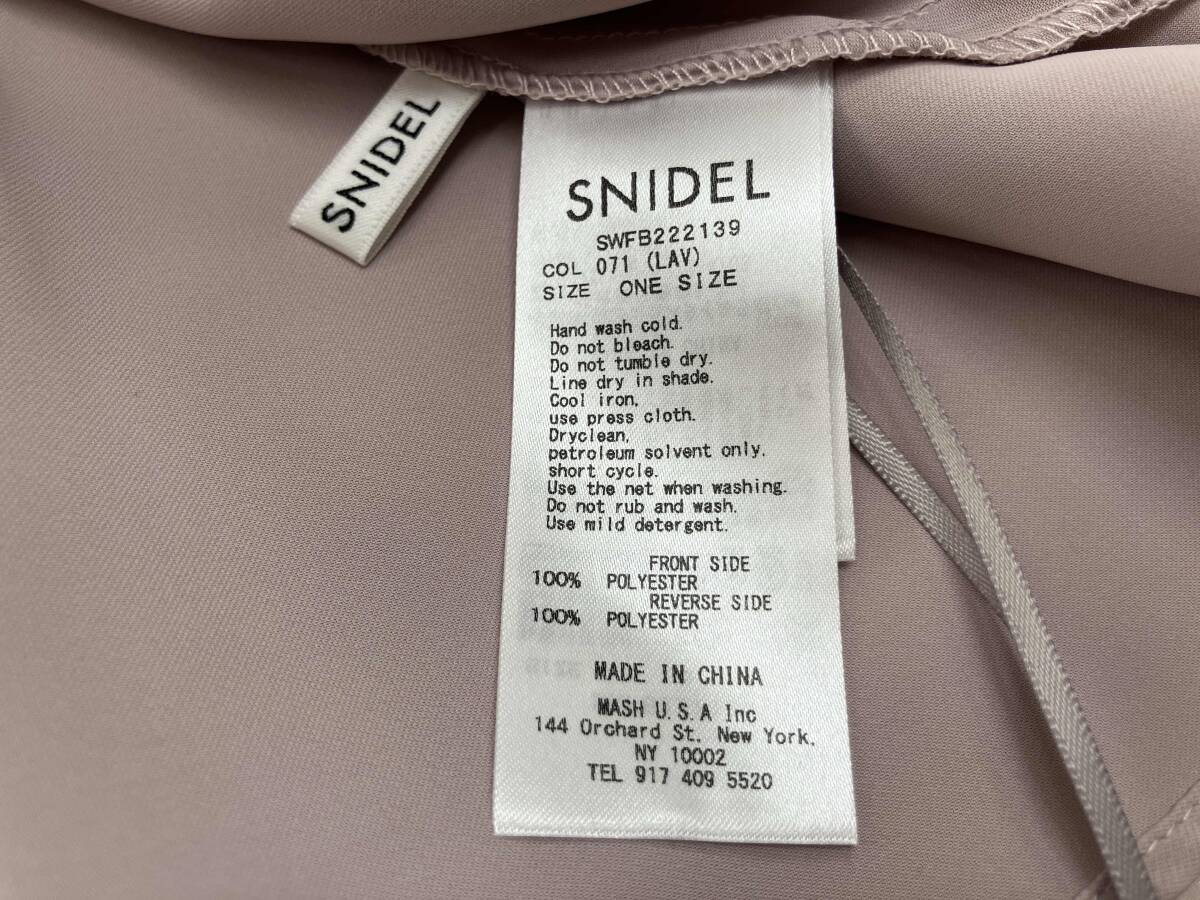 SNIDEL
SNIDEL
SWFB222139
COL 071 (LAV)
SIZE ONE SIZE
Hand wash cold.
Do not bleach.
Do not tumble dry.
Line dry in shade.
Cool iron,
use press cloth.
Dryclean,
petroleum solvent only.
short cycle.
Use the net when washing.
Do not rub and wash.
Use mild detergent.
FRONT SIDE
100% POLYESTER
REVERSE SIDE
100% POLYESTER
MADE IN CHINA
MASH U.S.A Inc
144 Orchard St. New York,
NY 10002
TEL 917 409 5520